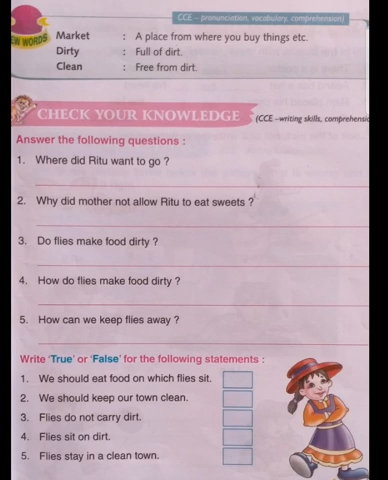 CCE – pronunciation, vocabulary, comprehension)
EW WORDS
Market : A place from where you buy things etc.
Dirty : Full of dirt.
Clean : Free from dirt.
CHECK YOUR KNOWLEDGE (CCE –writing skills, comprehensio
Answer the following questions :
1. Where did Ritu want to go ?
2. Why did mother not allow Ritu to eat sweets ?
3. Do flies make food dirty ?
4. How do flies make food dirty ?
5. How can we keep flies away ?
Write 'True' or 'False' for the following statements :
1. We should eat food on which flies sit.
2. We should keep our town clean.
3. Flies do not carry dirt.
4. Flies sit on dirt.
5. Flies stay in a clean town.